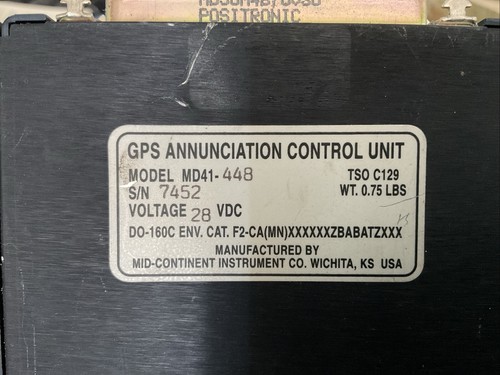 POSITRONIC
GPS ANNUNCIATION CONTROL UNIT
MODEL MD41-448 TSO C129
S/N 7452 WT. 0.75 LBS
VOLTAGE 28 VDC
DO-160C ENV. CAT. F2-CA(MN)XXXXXXZBABATZXXX
MANUFACTURED BY
MID-CONTINENT INSTRUMENT CO. WICHITA, KS USA